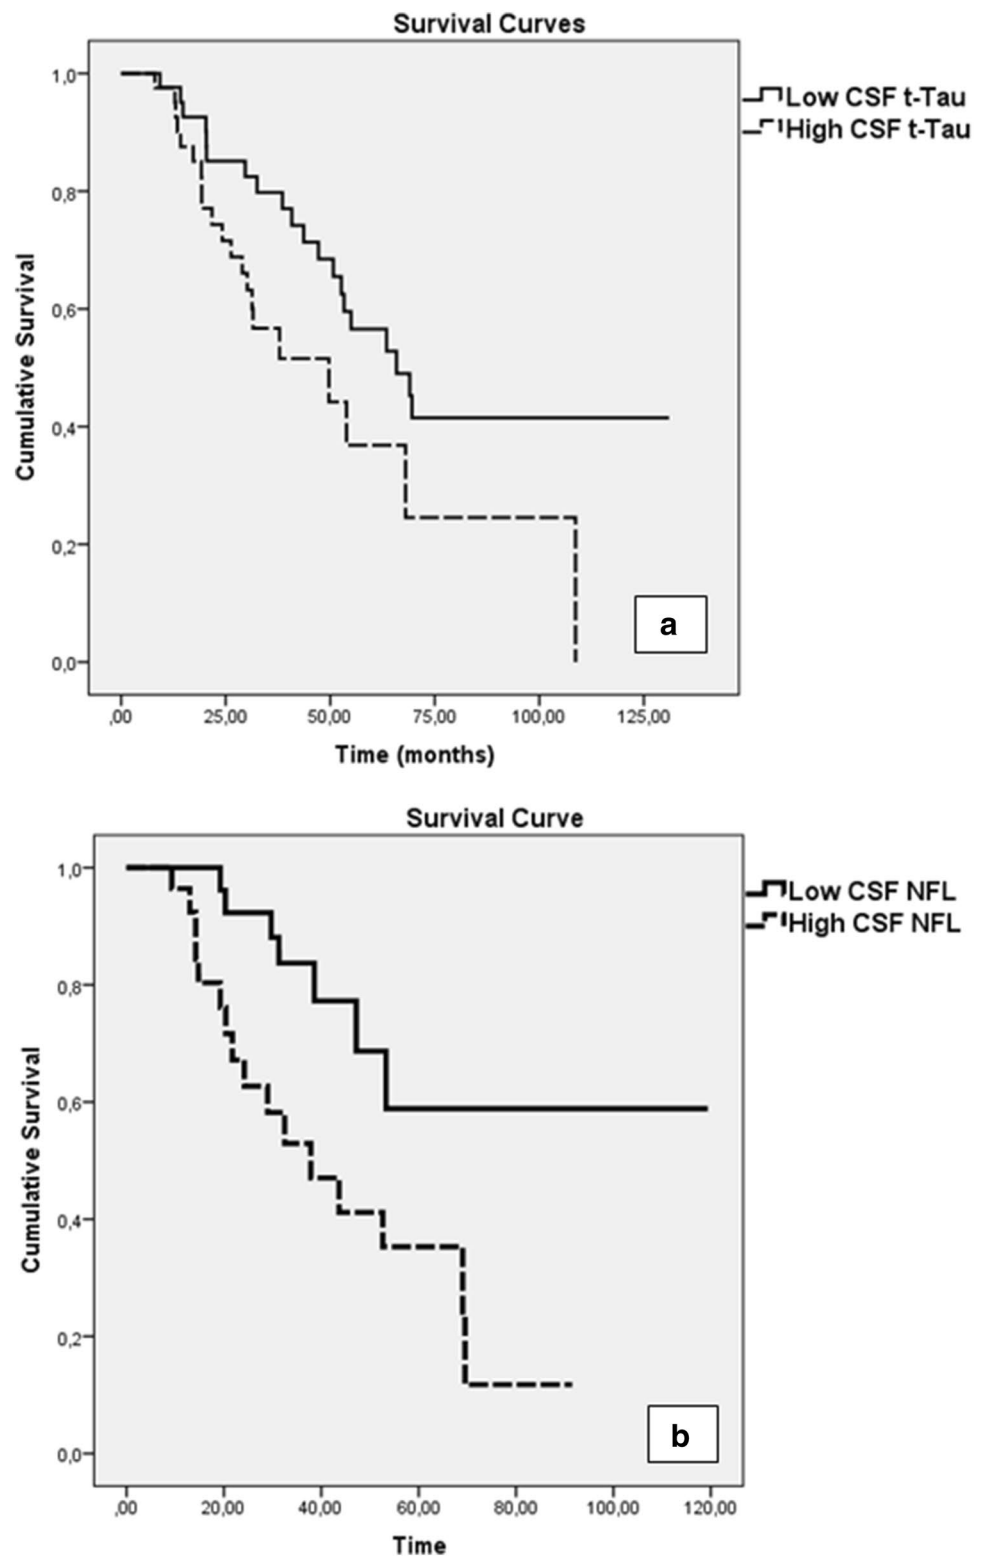 Survival Curves
1,0
0,8
0,6
0,4
0,2
0,0
Cumulative Survival
,00 25,00 50,00 75,00 100,00 125,00
Time (months)
Low CSF t-Tau
High CSF t-Tau
a
Survival Curve
1,0
0,8
0,6
0,4
0,2
0,0
Cumulative Survival
,00 20,00 40,00 60,00 80,00 100,00 120,00
Time
Low CSF NFL
High CSF NFL
b